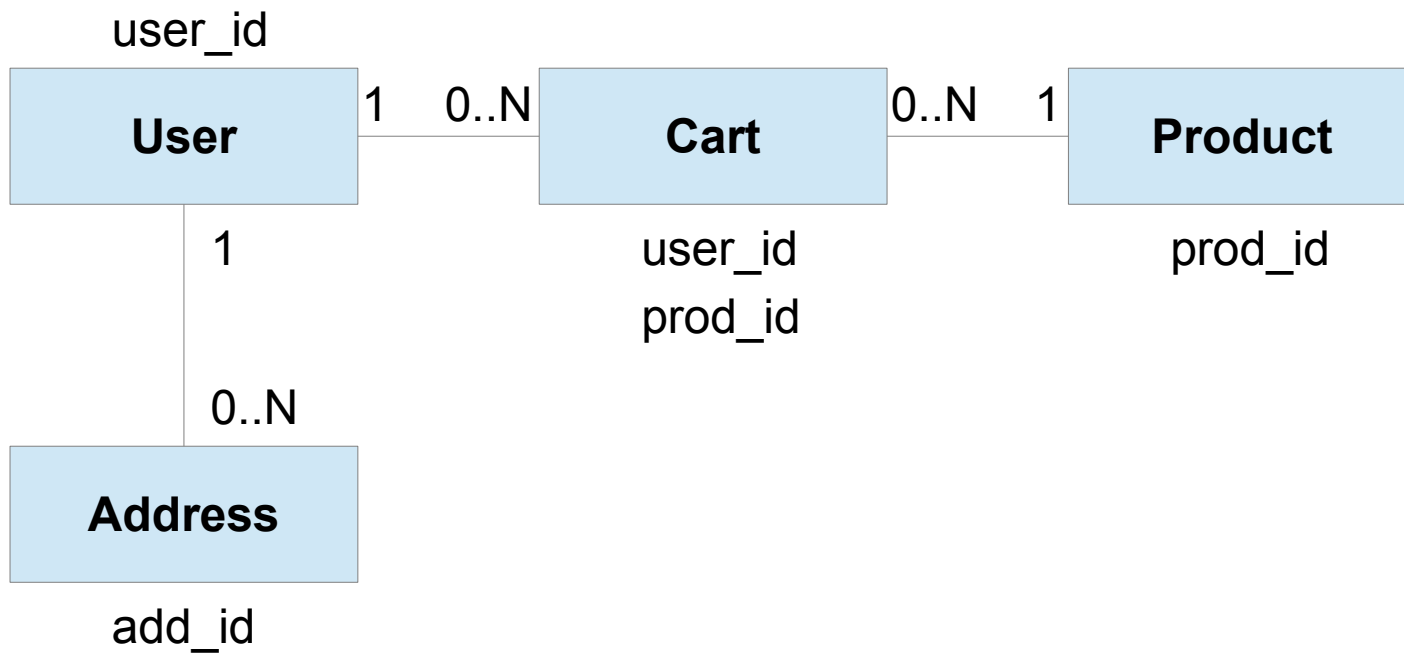 user_id
User
1 0..N
Cart
0..N 1
Product
1
user_id
prod_id
prod_id
0..N
Address
add_id